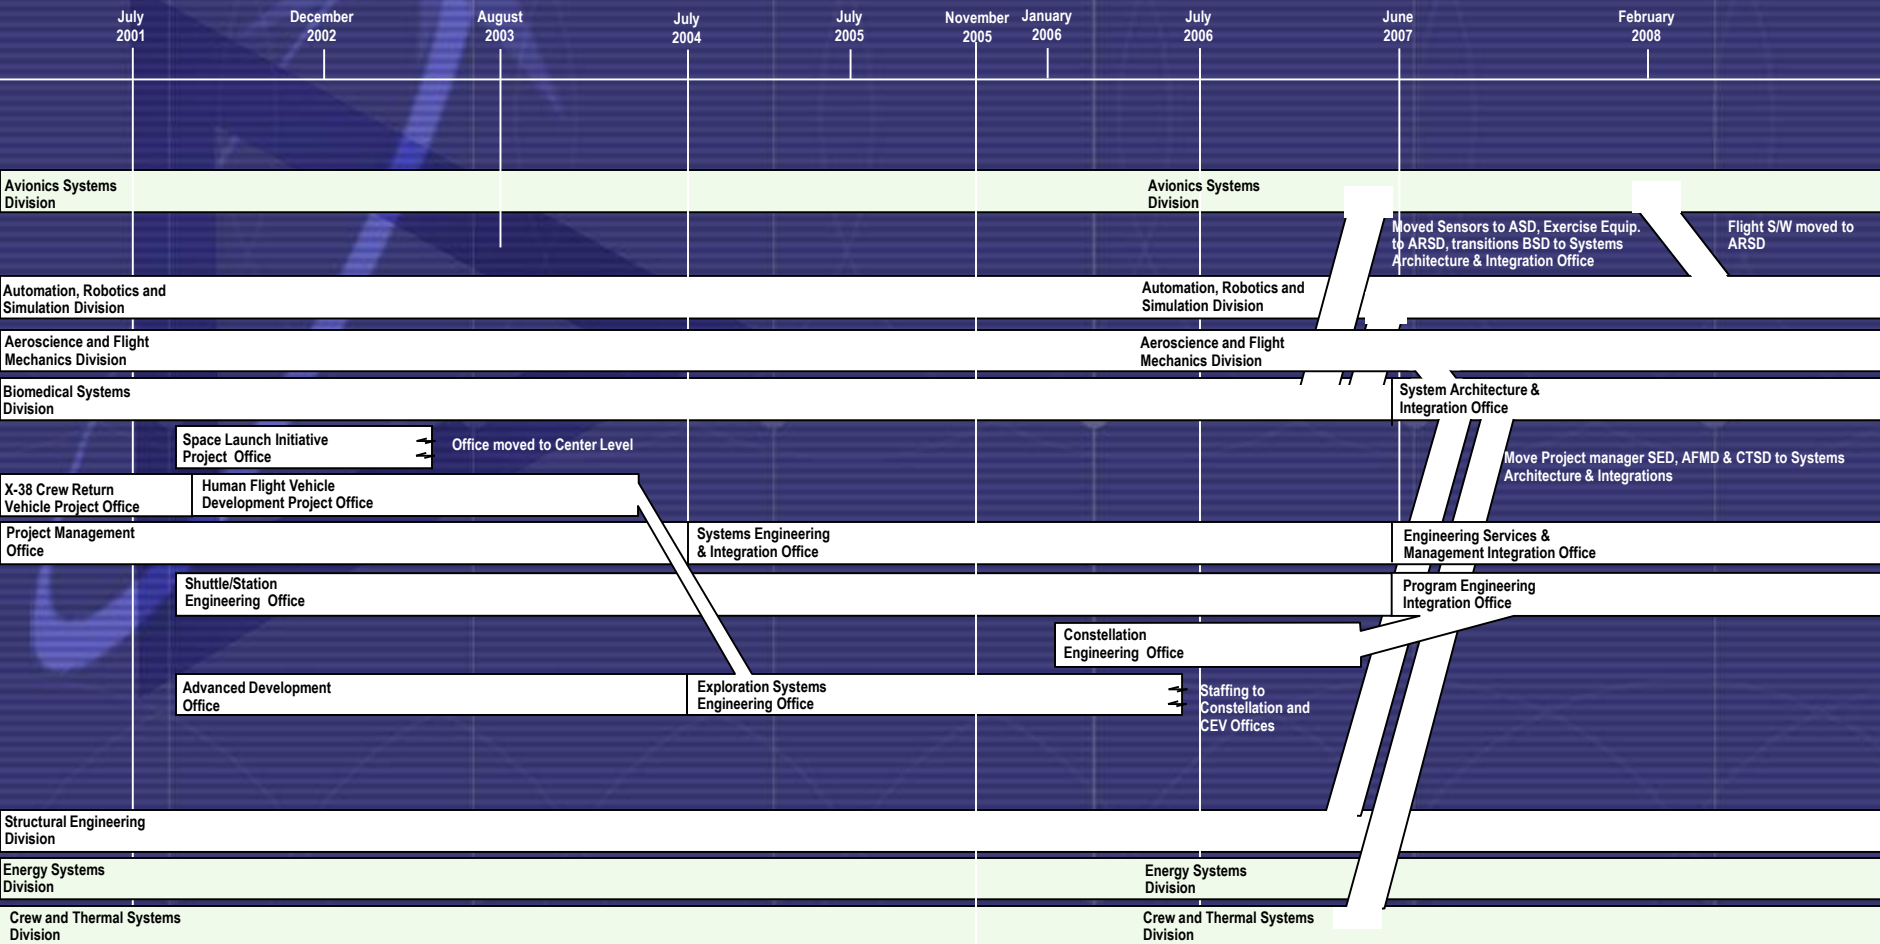 July
2001
December
2002
August
2003
July
2004
July
2005
November
2005
January
2006
July
2006
June
2007
February
2008
Avionics Systems
Division
Avionics Systems
Division
Moved Sensors to ASD, Exercise Equip.
to ARSD, transitions BSD to Systems
Architecture & Integration Office
Flight S/W moved to
ARSD
Automation, Robotics and
Simulation Division
Automation, Robotics and
Simulation Division
Aeroscience and Flight
Mechanics Division
Aeroscience and Flight
Mechanics Division
Biomedical Systems
Division
System Architecture &
Integration Office
Space Launch Initiative
Project Office
Office moved to Center Level
Move Project manager SED, AFMD & CTSD to Systems
Architecture & Integrations
X-38 Crew Return
Vehicle Project Office
Human Flight Vehicle
Development Project Office
Project Management
Office
Systems Engineering
& Integration Office
Engineering Services &
Management Integration Office
Shuttle/Station
Engineering Office
Program Engineering
Integration Office
Constellation
Engineering Office
Advanced Development
Office
Exploration Systems
Engineering Office
Staffing to
Constellation and
CEV Offices
Structural Engineering
Division
Energy Systems
Division
Energy Systems
Division
Crew and Thermal Systems
Division
Crew and Thermal Systems
Division